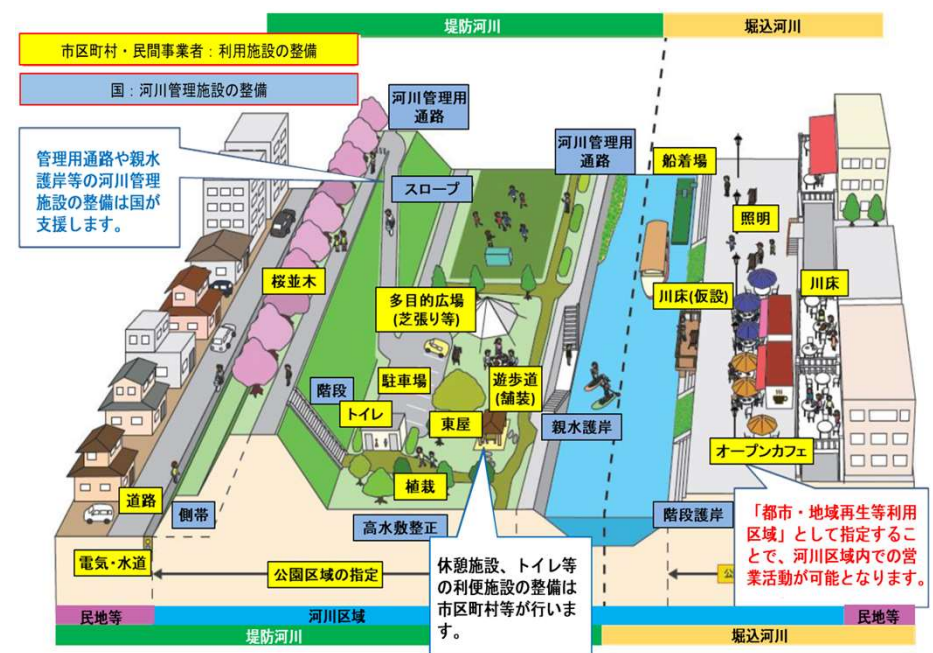 堤防河川
堀込河川
市区町村・民間事業者：利用施設の整備
国：河川管理施設の整備
河川管理用
通路
河川管理用
通路
船着場
管理用通路や親水
護岸等の河川管理
施設の整備は国が
支援します。
スロープ
照明
桜並木
川床
川床(仮設)
多目的広場
(芝張り等)
駐車場
遊歩道
(舗装)
階段
トイレ
東屋
親水護岸
オープンカフェ
植栽
道路
側帯
高水敷整正
階段護岸
「都市・地域再生等利用
区域」として指定するこ
とで、河川区域内での営
業活動が可能となります。
電気・水道
公園区域の指定
休憩施設、トイレ等
の利便施設の整備は
市区町村等が行いま
す。
民地等
河川区域
民地等
堤防河川
堀込河川